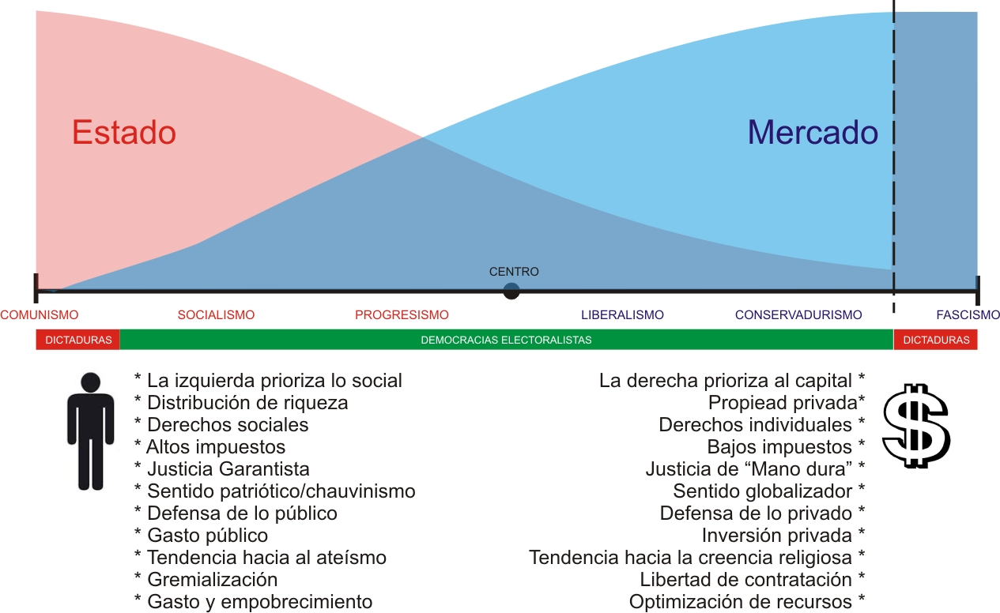 Estado
Mercado
CENTRO
COMUNISMO
SOCIALISMO
PROGRESISMO
LIBERALISMO
CONSERVADURISMO
FASCISMO
DICTADURAS
DEMOCRACIAS ELECTORALISTAS
DICTADURAS
* La izquierda prioriza lo social
* Distribución de riqueza
* Derechos sociales
* Altos impuestos
* Justicia Garantista
* Sentido patriótico/chauvinismo
* Defensa de lo público
* Gasto público
* Tendencia hacia al ateísmo
* Gremialización
* Gasto y empobrecimiento
La derecha prioriza al capital *
Propiead privada*
Derechos individuales *
Bajos impuestos *
Justicia de “Mano dura” *
Sentido globalizador *
Defensa de lo privado *
Inversión privada *
Tendencia hacia la creencia religiosa *
Libertad de contratación *
Optimización de recursos *
$